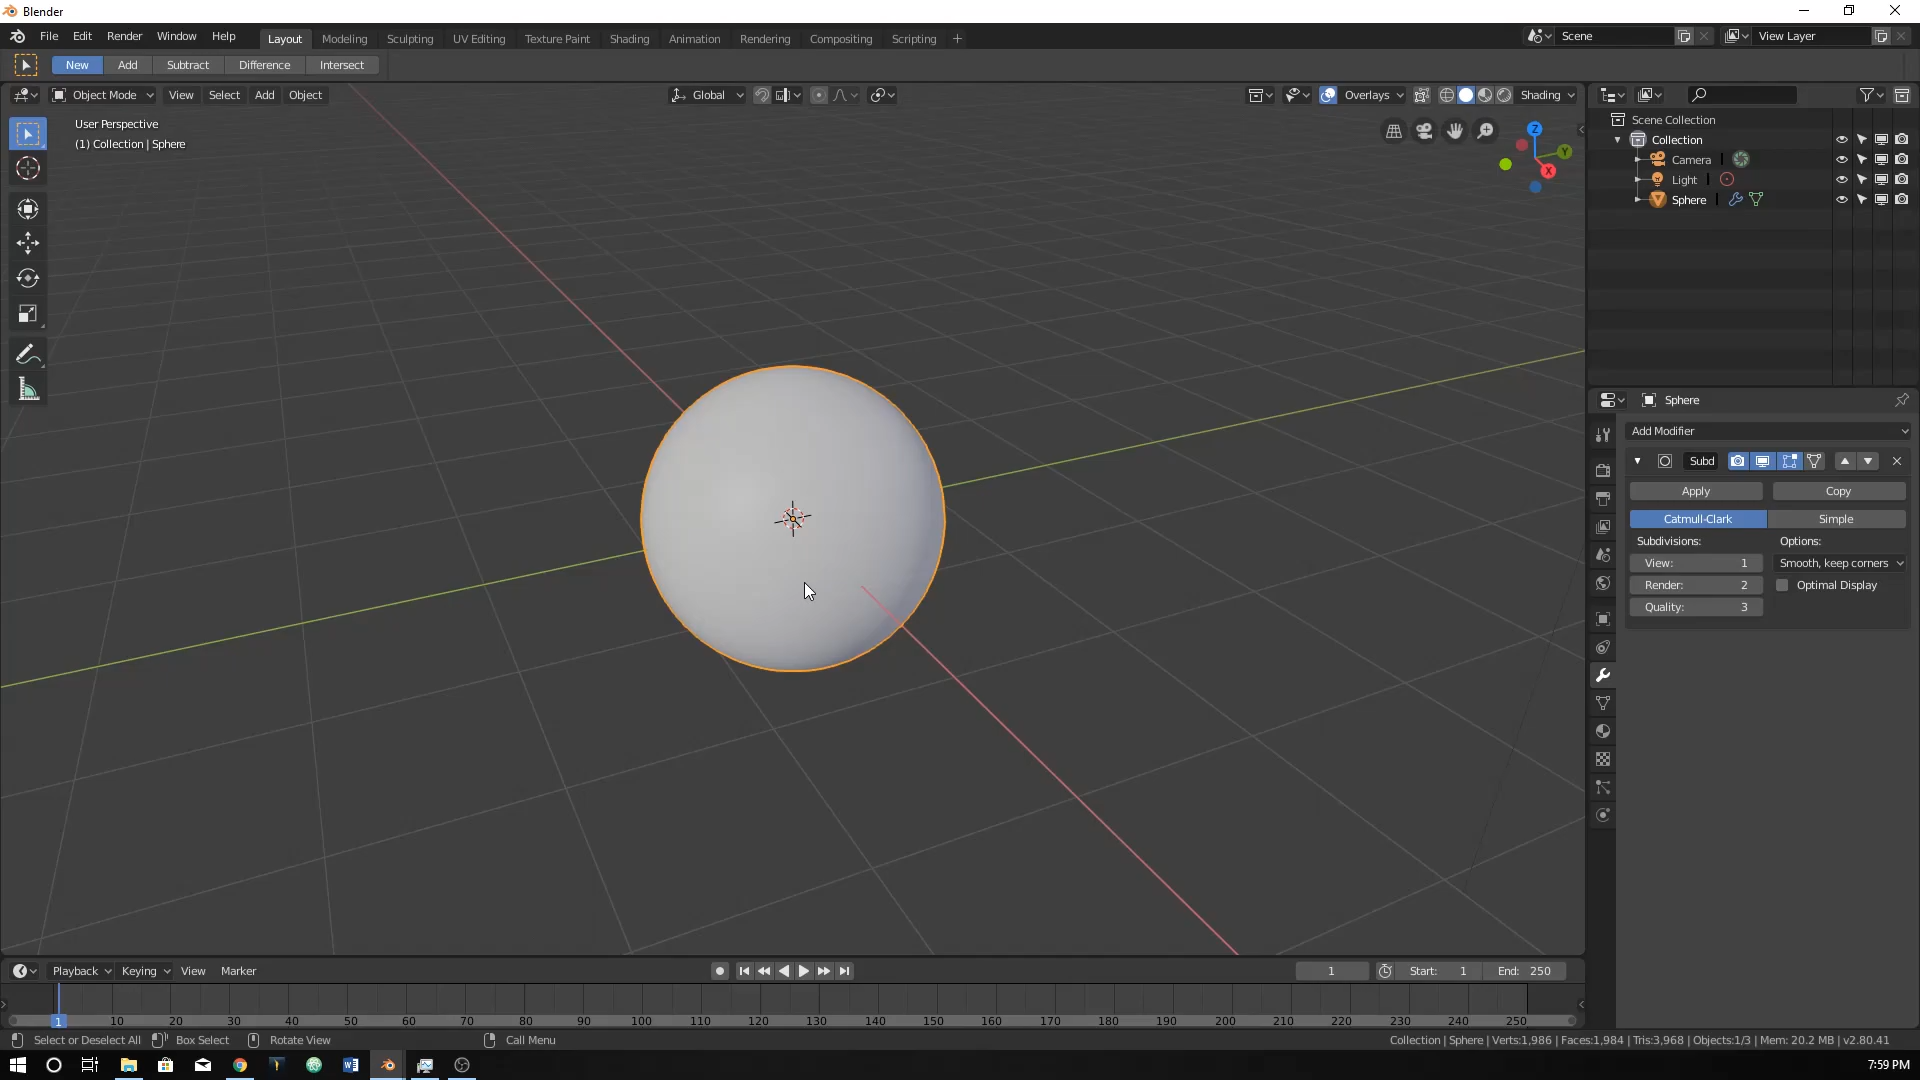 Blender
File Edit Render Window Help Layout Modeling Sculpting UV Editing Texture Paint Shading Animation Rendering Compositing Scripting + Scene View Layer
New Add Subtract Difference Intersect
Object Mode View Select Add Object Global Overlays Shading
User Perspective
(1) Collection | Sphere
Z
Y
X
Scene Collection
Collection
Camera
Light
Sphere
Sphere
Add Modifier
Subd
Apply Copy
Catmull-Clark Simple
Subdivisions: Options:
View: 1 Smooth, keep corners
Render: 2 Optimal Display
Quality: 3
Playback Keying View Marker 1 Start: 1 End: 250
1 10 20 30 40 50 60 70 80 90 100 110 120 130 140 150 160 170 180 190 200 210 220 230 240 250
Select or Deselect All Box Select Rotate View Call Menu Collection | Sphere | Verts:1,986 | Faces:1,984 | Tris:3,968 | Objects:1/3 | Mem: 20.2 MB | v2.80.41
7:59 PM